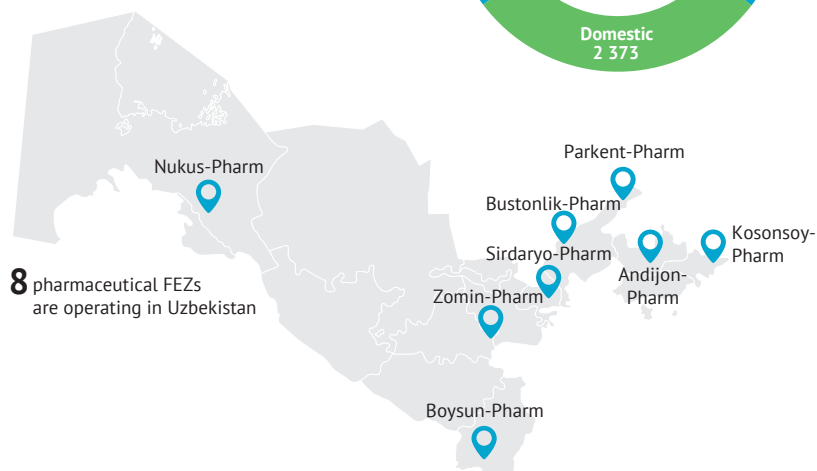 Domestic
2 373
Parkent-Pharm
Nukus-Pharm
Bustonlik-Pharm
Kosonsoy-
Pharm
Sirdaryo-Pharm
Andijon-
Pharm
8 pharmaceutical FEZs
are operating in Uzbekistan
Zomin-Pharm
Boysun-Pharm